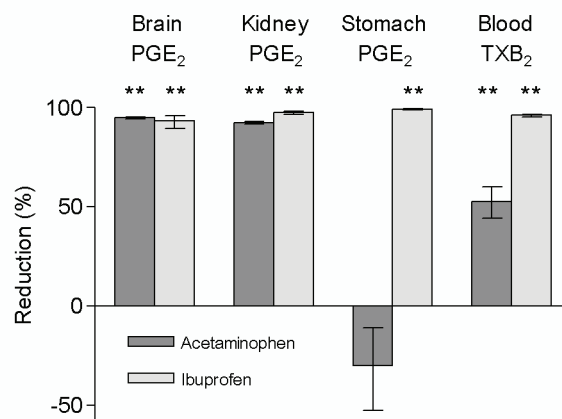 Brain Kidney Stomach Blood
PGE₂ PGE₂ PGE₂ TXB₂
** ** ** ** ** ** **
100
50
0
-50
Reduction (%)
Acetaminophen
Ibuprofen